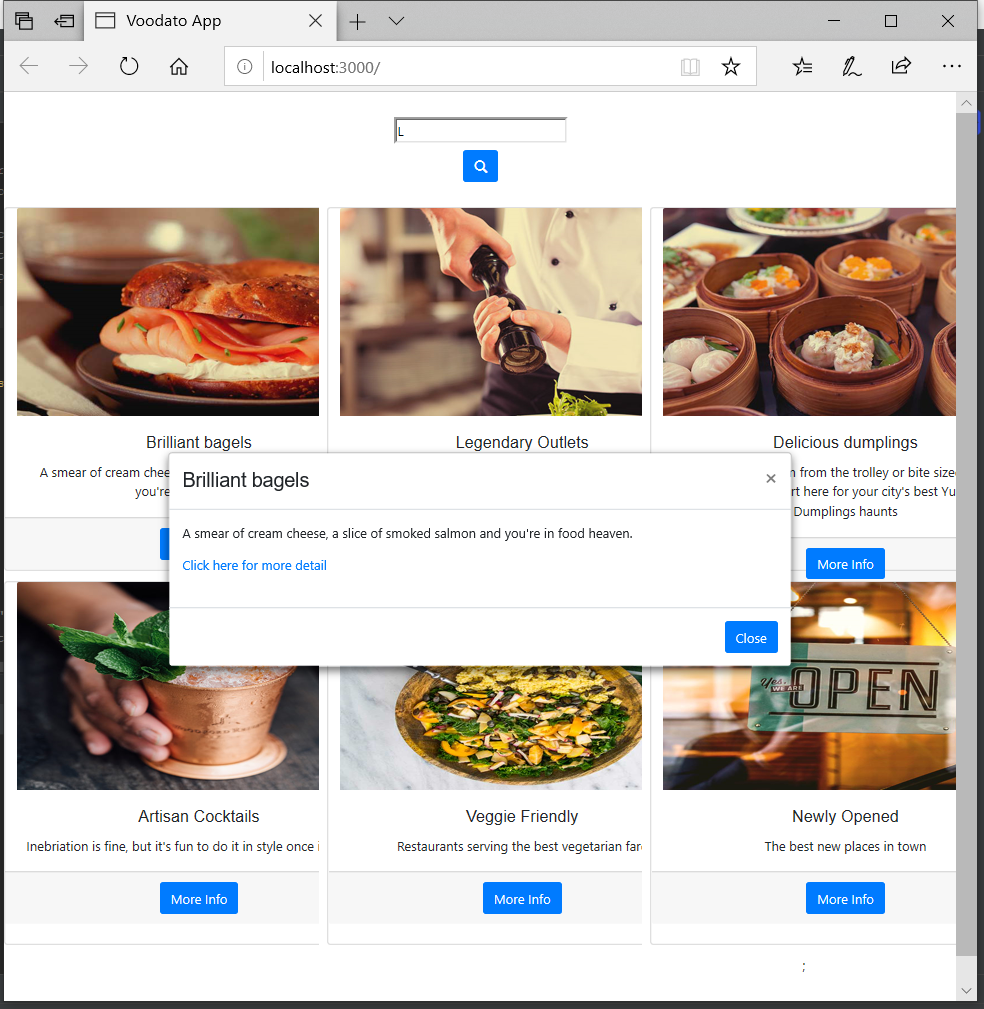 Voodato App
localhost:3000/
L
Brilliant bagels
Legendary Outlets
Delicious dumplings
A smear of cream chee
you're
n from the trolley or bite size
rt here for your city's best Yu
Dumplings haunts
Brilliant bagels
×
A smear of cream cheese, a slice of smoked salmon and you're in food heaven.
Click here for more detail
Close
More Info
Yes,
WE ARE
OPEN
Artisan Cocktails
Veggie Friendly
Newly Opened
Inebriation is fine, but it's fun to do it in style once i
Restaurants serving the best vegetarian far
The best new places in town
More Info
More Info
More Info
;